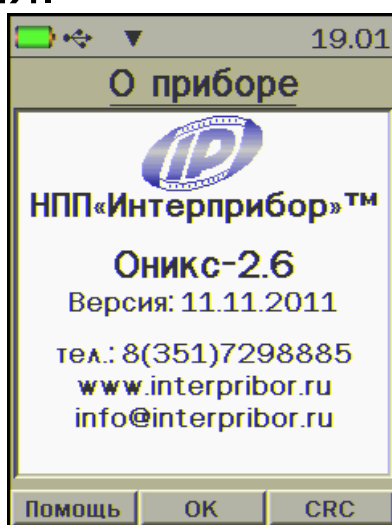 19.01
О приборе
НПП«Интерприбор»™
Оникс-2.6
Версия: 11.11.2011
тел.: 8(351)7298885
www.interpribor.ru
info@interpribor.ru
Помощь OK CRC